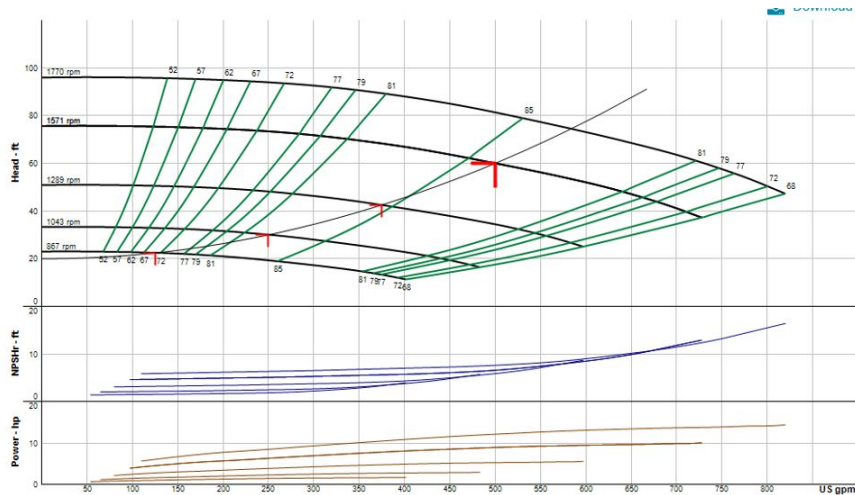 Download
1770 rpm
52 57 62 67 72 77 79 81 85
100
80
1571 rpm
60
81 79 77 72 68
1289 rpm
40
1043 rpm
867 rpm
20
52 57 62 67 72 77 79 81 85 81 79 77 72 68
0
Head - ft
20
10
0
NPSHr - ft
20
10
0
Power - hp
50 100 150 200 250 300 350 400 450 500 550 600 650 700 750 800 US gpm